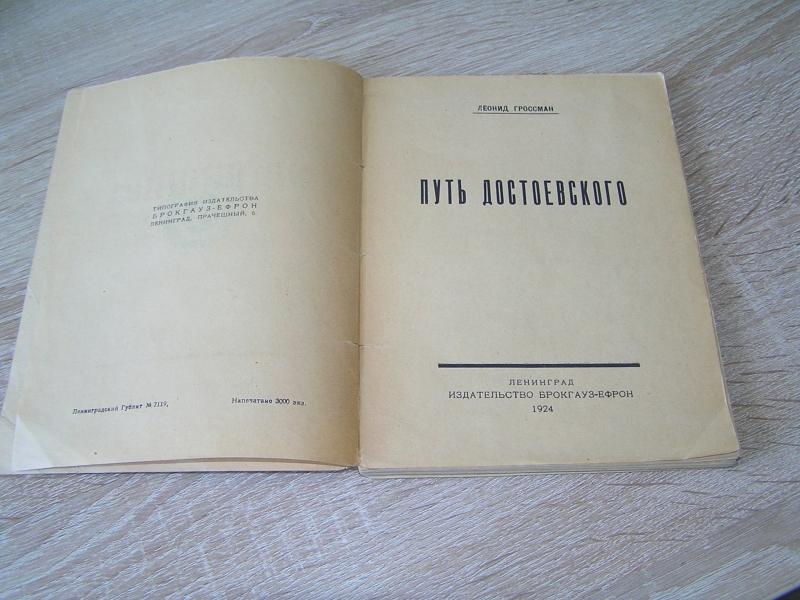 ТИПОГРАФИЯ ИЗДАТЕЛЬСТВА
БРОКГАУЗ-ЕФРОН
ЛЕНИНГРАД, ПРАЧЕШНЫЙ, 6.
Ленинградский Гублит № 7119.
Напечатано 3000 экз.
ЛЕОНИД ГРОССМАН
ПУТЬ ДОСТОЕВСКОГО
ЛЕНИНГРАД
ИЗДАТЕЛЬСТВО БРОКГАУЗ-ЕФРОН
1924